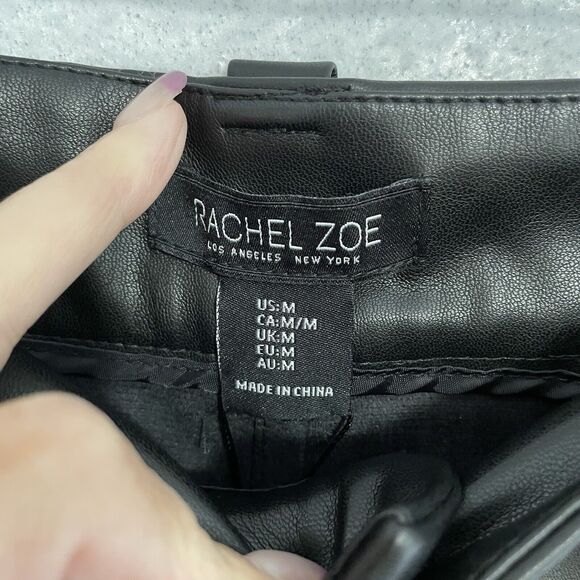 RACHEL ZOE
LOS ANGELES NEW YORK
US:M
CA:M/M
UK:M
EU:M
AU:M
MADE IN CHINA